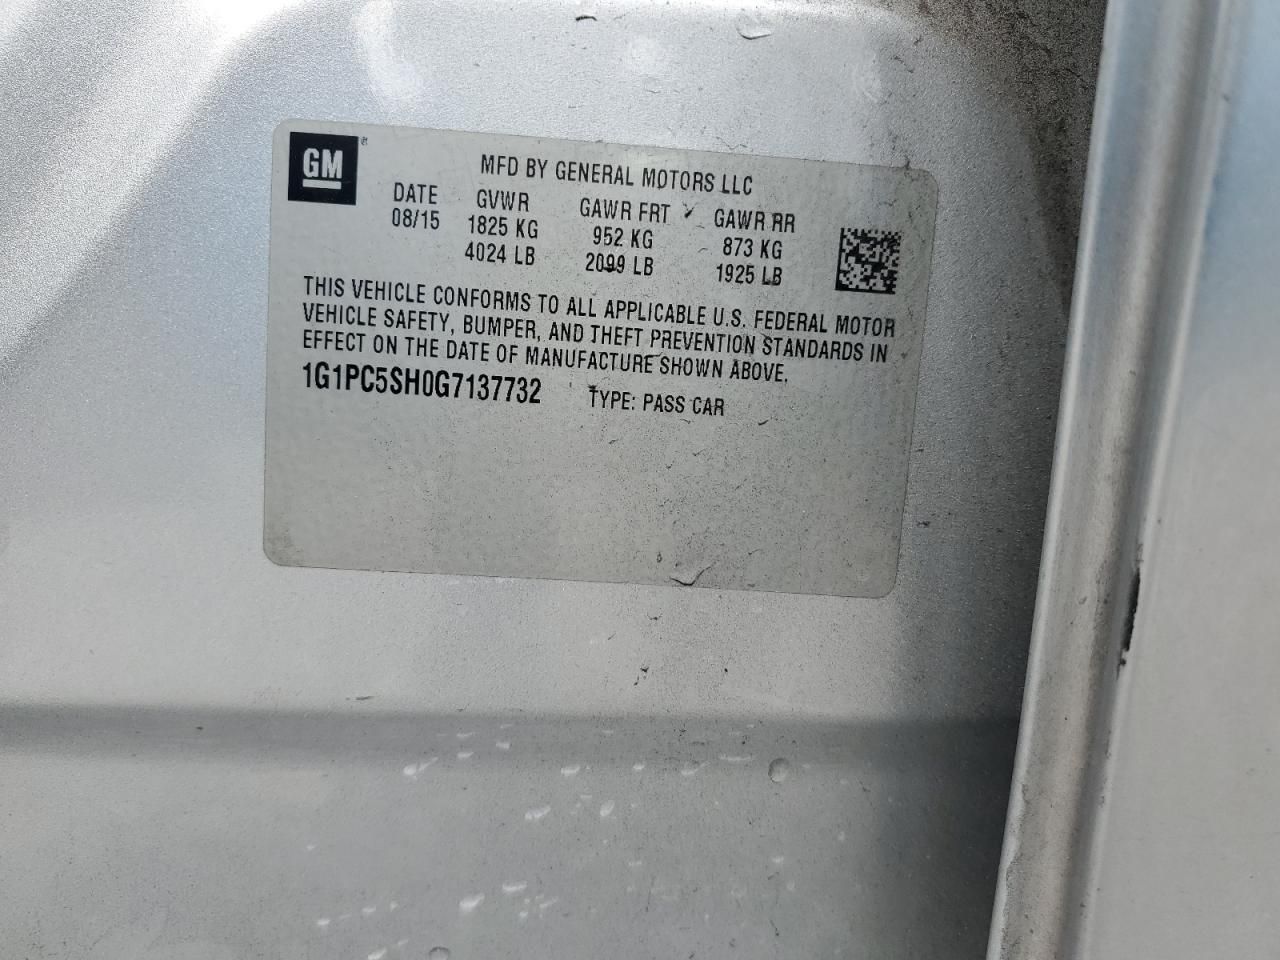 GM
MFD BY GENERAL MOTORS LLC
DATE GVWR GAWR FRT GAWR RR
08/15 1825 KG 952 KG 873 KG
4024 LB 2099 LB 1925 LB
THIS VEHICLE CONFORMS TO ALL APPLICABLE U.S. FEDERAL MOTOR
VEHICLE SAFETY, BUMPER, AND THEFT PREVENTION STANDARDS IN
EFFECT ON THE DATE OF MANUFACTURE SHOWN ABOVE.
1G1PC5SH0G7137732 TYPE: PASS CAR